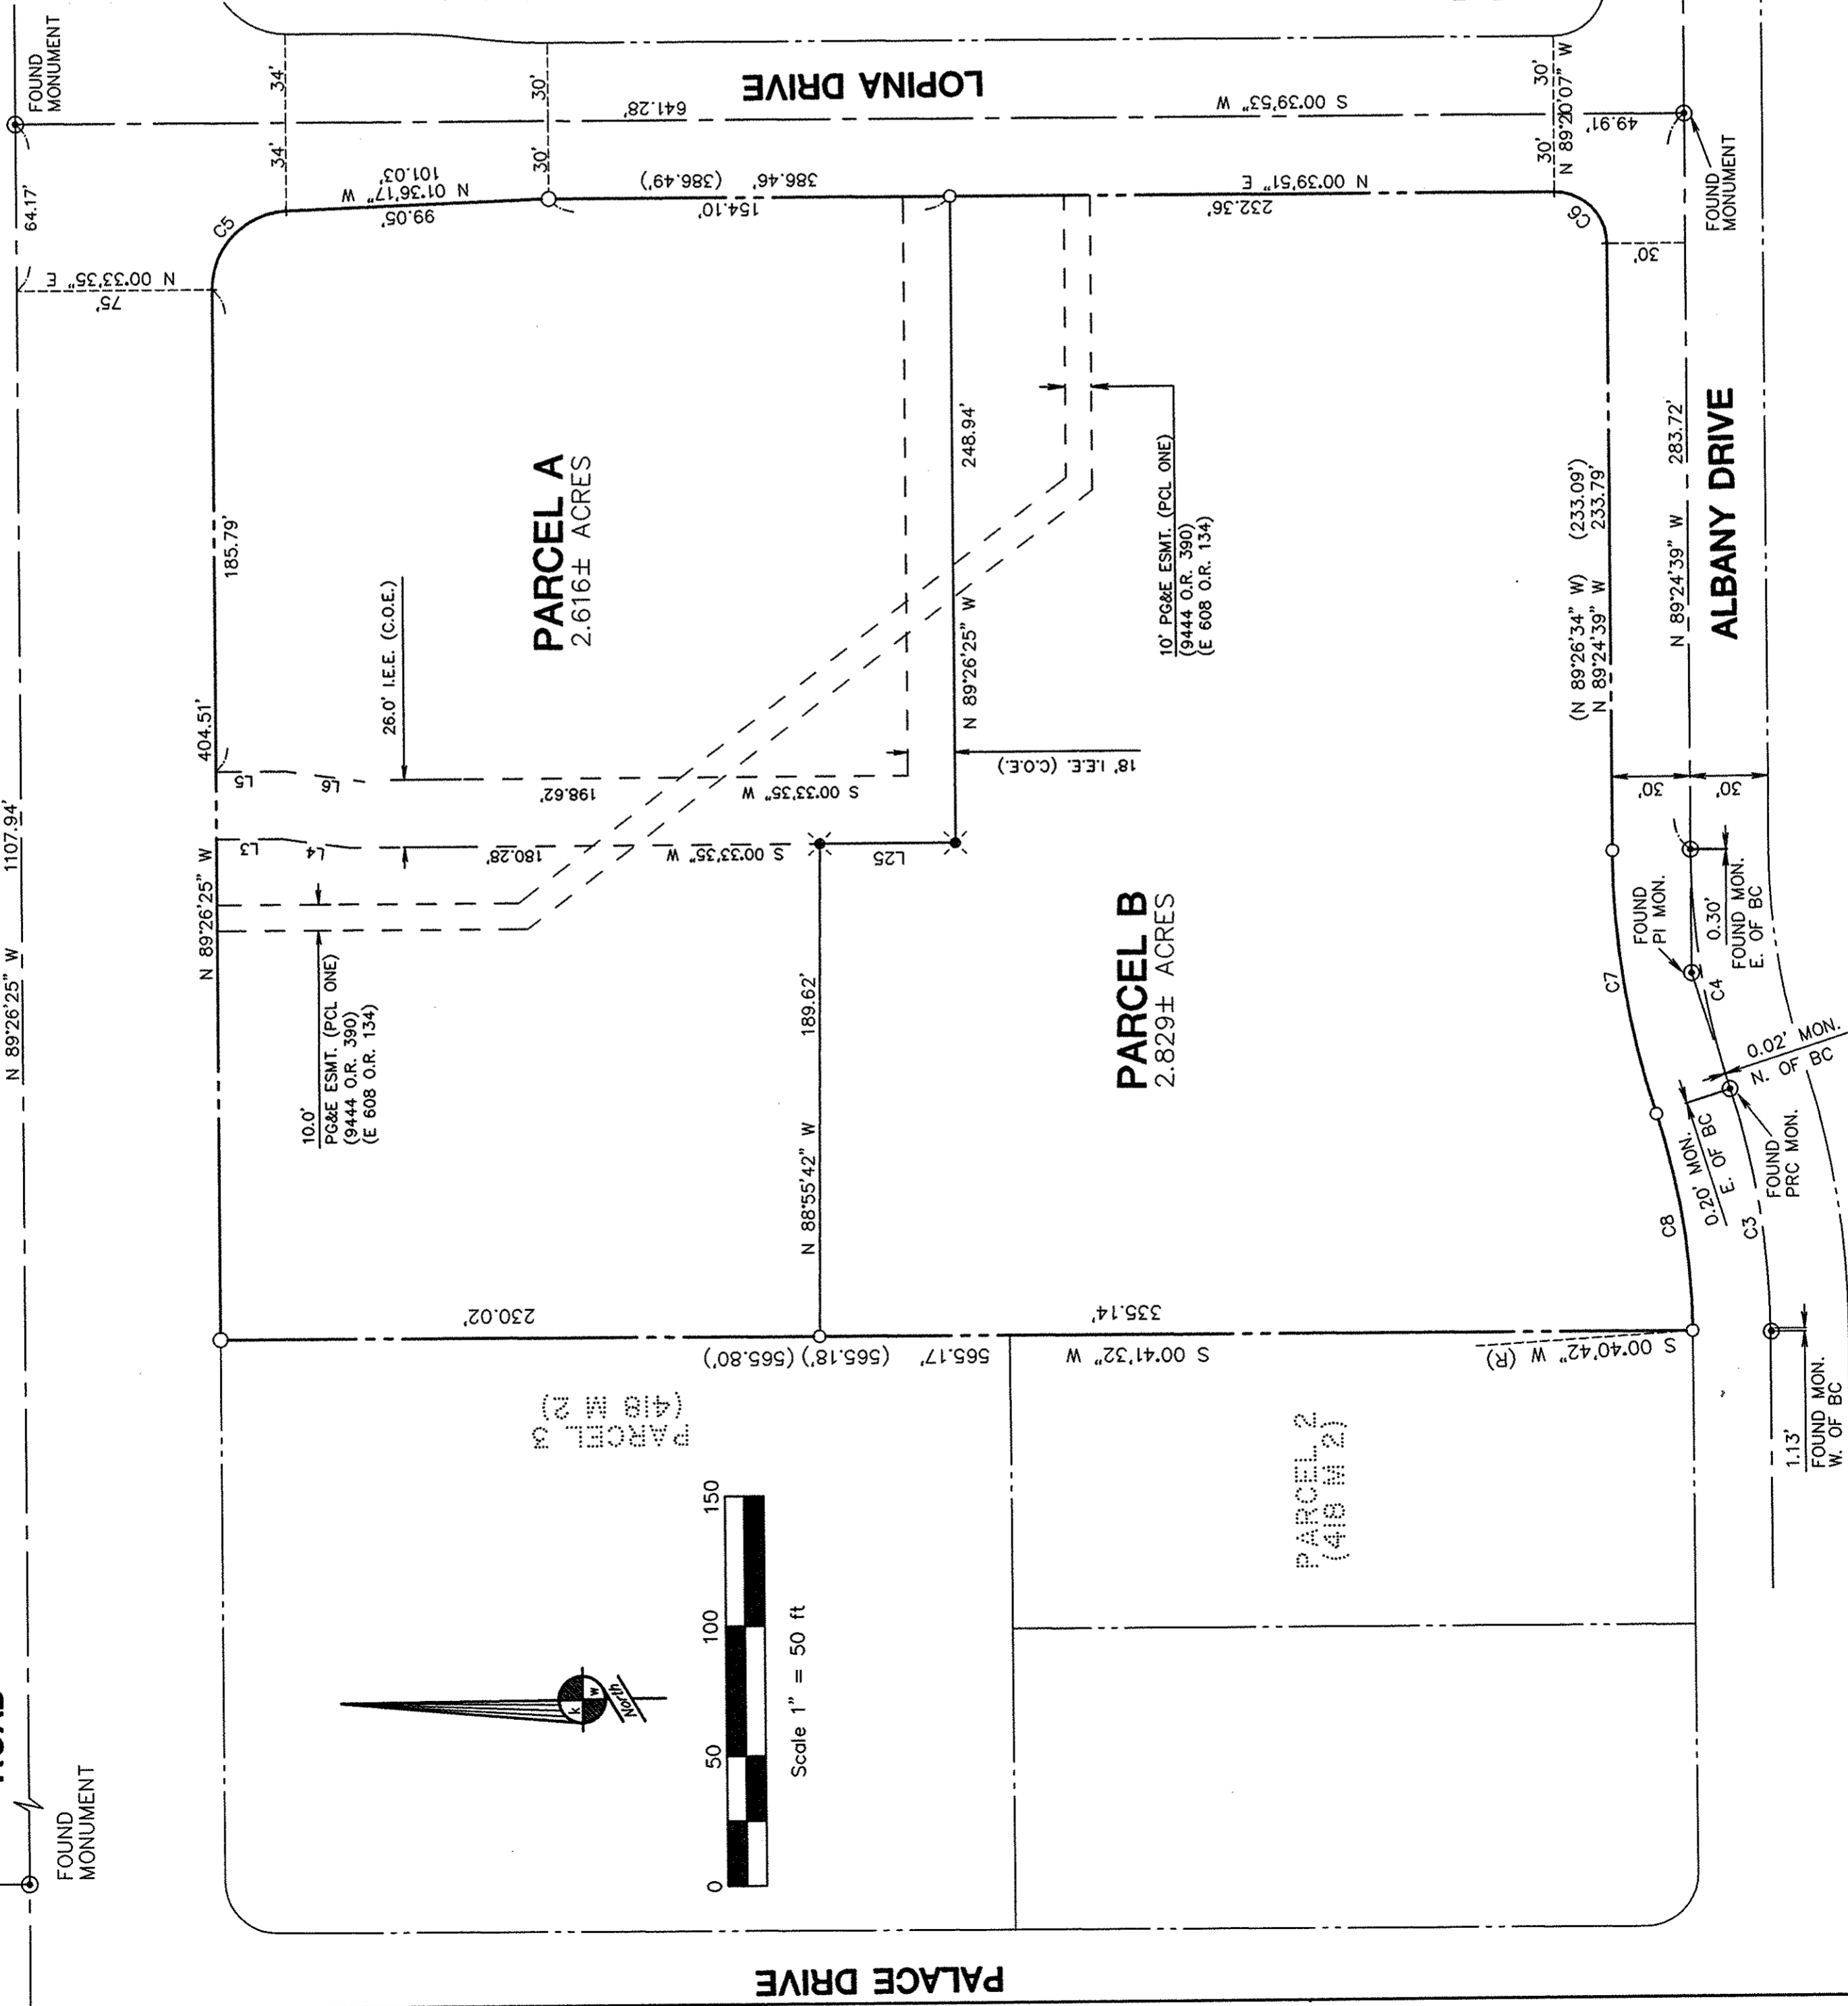 FOUND
MONUMENT
N 89°26'25" W 1107.94'
64.17'
FOUND
MONUMENT
N 00°33'35" E
75'
C5
34'
34'
LOPINA DRIVE
641.28'
S 00°39'53" W
30'
30'
N 01°36'17" W
101.03'
99.05'
386.46' (386.49')
154.10'
N 00°39'51" E
232.36'
30'
30'
N 89°20'07" W
49.91'
C6
FOUND
MONUMENT
30'
N 89°26'25" W
404.51'
185.79'
L3
L4
L5
L6
26.0' I.E.E. (C.O.E.)
198.62'
S 00°33'35" W
180.28'
S 00°33'35" W
L25
18' I.E.E. (C.O.E.)
PARCEL A
2.616± ACRES
N 89°26'25" W
248.94'
10' PG&E ESMT. (PCL ONE)
(9444 O.R. 390)
(E 608 O.R. 134)
10.0'
PG&E ESMT. (PCL ONE)
(9444 O.R. 390)
(E 608 O.R. 134)
N 88°55'42" W
189.62'
PARCEL B
2.829± ACRES
230.02'
335.14'
565.17' (565.18') (565.80')
S 00°41'32" W
S 00°40'42" W (R)
(N 89°26'34" W) (233.09')
N 89°24'39" W 233.79'
N 89°24'39" W 283.72'
ALBANY DRIVE
30'
30'
C7
C8
C3
C4
FOUND
PI MON.
0.30'
FOUND MON.
E. OF BC
0.02' MON.
N. OF BC
0.20' MON.
E. OF BC
FOUND
PRC MON.
1.13'
FOUND MON.
W. OF BC
PARCEL 3
(418 M 2)
PARCEL 2
(418 M 2)
k
w
North
0
50
100
150
Scale 1" = 50 ft
PALACE DRIVE